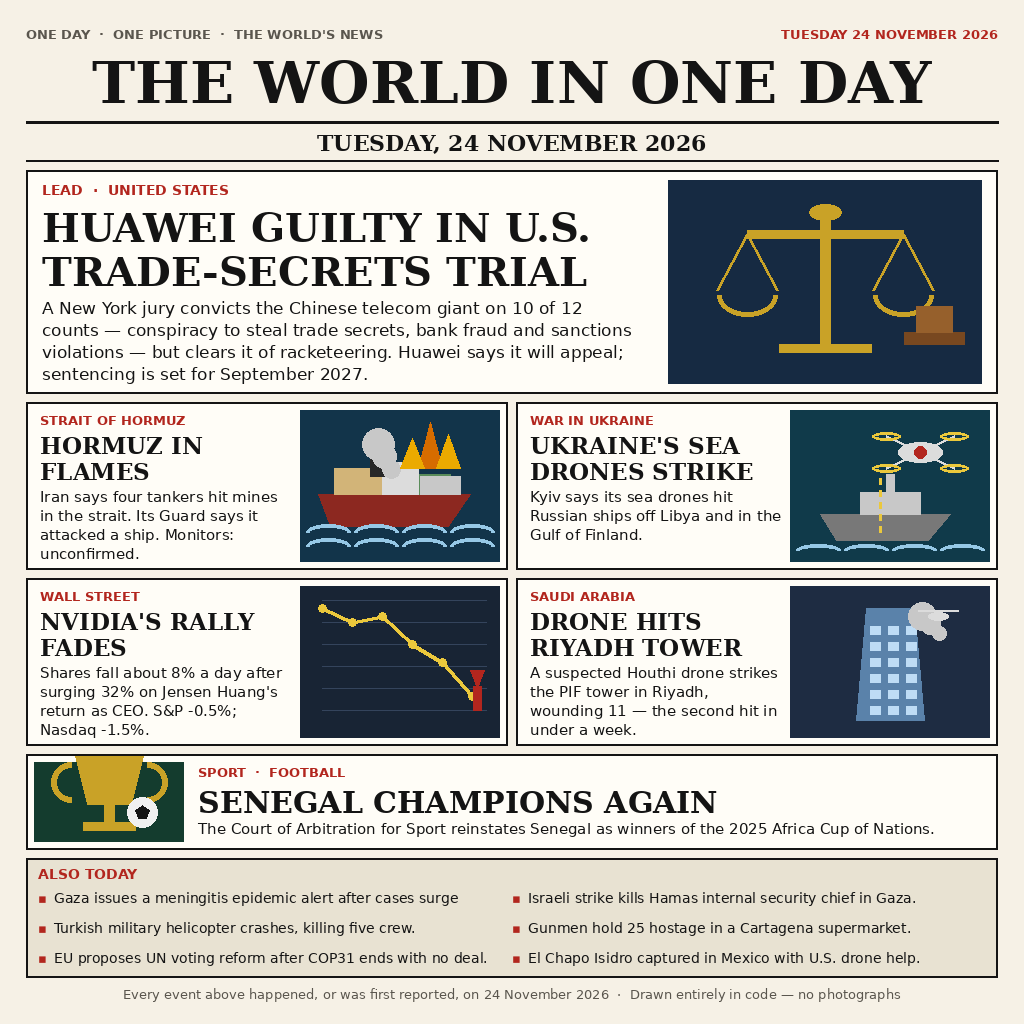 ONE DAY · ONE PICTURE · THE WORLD'S NEWS
TUESDAY 24 NOVEMBER 2026
THE WORLD IN ONE DAY
TUESDAY, 24 NOVEMBER 2026
LEAD · UNITED STATES
HUAWEI GUILTY IN U.S.
TRADE-SECRETS TRIAL
A New York jury convicts the Chinese telecom giant on 10 of 12
counts — conspiracy to steal trade secrets, bank fraud and sanctions
violations — but clears it of racketeering. Huawei says it will appeal;
sentencing is set for September 2027.
STRAIT OF HORMUZ
HORMUZ IN
FLAMES
Iran says four tankers hit mines
in the strait. Its Guard says it
attacked a ship. Monitors:
unconfirmed.
WAR IN UKRAINE
UKRAINE'S SEA
DRONES STRIKE
Kyiv says its sea drones hit
Russian ships off Libya and in the
Gulf of Finland.
WALL STREET
NVIDIA'S RALLY
FADES
Shares fall about 8% a day after
surging 32% on Jensen Huang's
return as CEO. S&P -0.5%;
Nasdaq -1.5%.
SAUDI ARABIA
DRONE HITS
RIYADH TOWER
A suspected Houthi drone strikes
the PIF tower in Riyadh,
wounding 11 — the second hit in
under a week.
SPORT · FOOTBALL
SENEGAL CHAMPIONS AGAIN
The Court of Arbitration for Sport reinstates Senegal as winners of the 2025 Africa Cup of Nations.
ALSO TODAY
▪ Gaza issues a meningitis epidemic alert after cases surge
▪ Turkish military helicopter crashes, killing five crew.
▪ EU proposes UN voting reform after COP31 ends with no deal.
▪ Israeli strike kills Hamas internal security chief in Gaza.
▪ Gunmen hold 25 hostage in a Cartagena supermarket.
▪ El Chapo Isidro captured in Mexico with U.S. drone help.
Every event above happened, or was first reported, on 24 November 2026 · Drawn entirely in code — no photographs